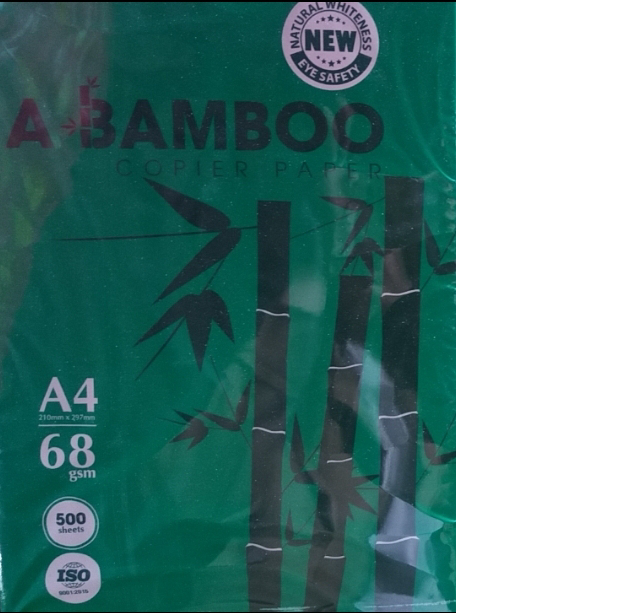 NATURAL WHITENESS
NEW
EYE SAFETY
A BAMBOO
COPIER PAPER
A4
210mm x 297mm
68
gsm
500
sheets
ISO
9001:2015